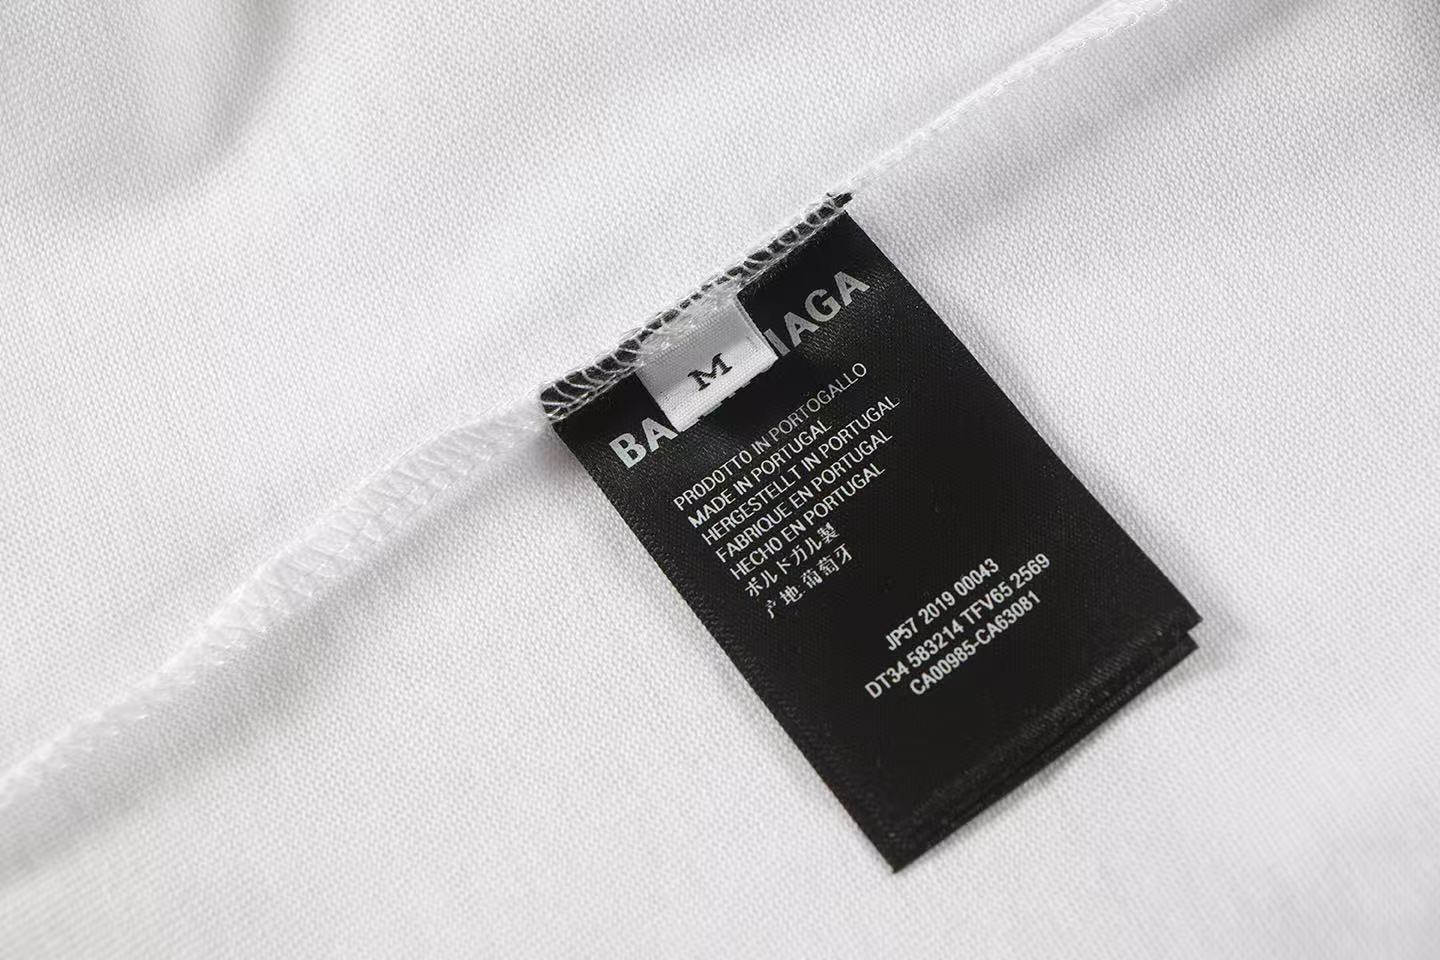 M
BA IAGA
PRODOTTO IN PORTOGALLO
MADE IN PORTUGAL
HERGESTELLT IN PORTUGAL
FABRIQUE EN PORTUGAL
HECHO EN PORTUGAL
ポルトガル製
产地:葡萄牙
JP57 2019 00043
DT34 583214 TFV65 2569
CA00985-CA63081